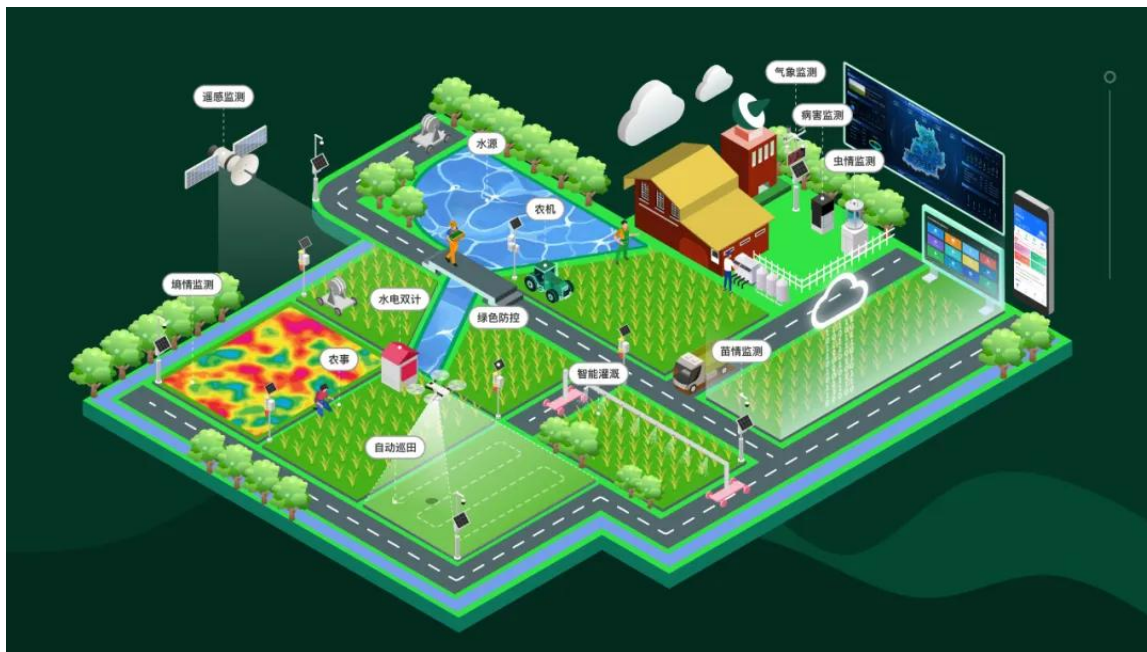 气象监测
遥感监测
病害监测
水源
虫情监测
农机
墒情监测
水电双计
绿色防控
农事
苗情监测
智能灌溉
自动巡田